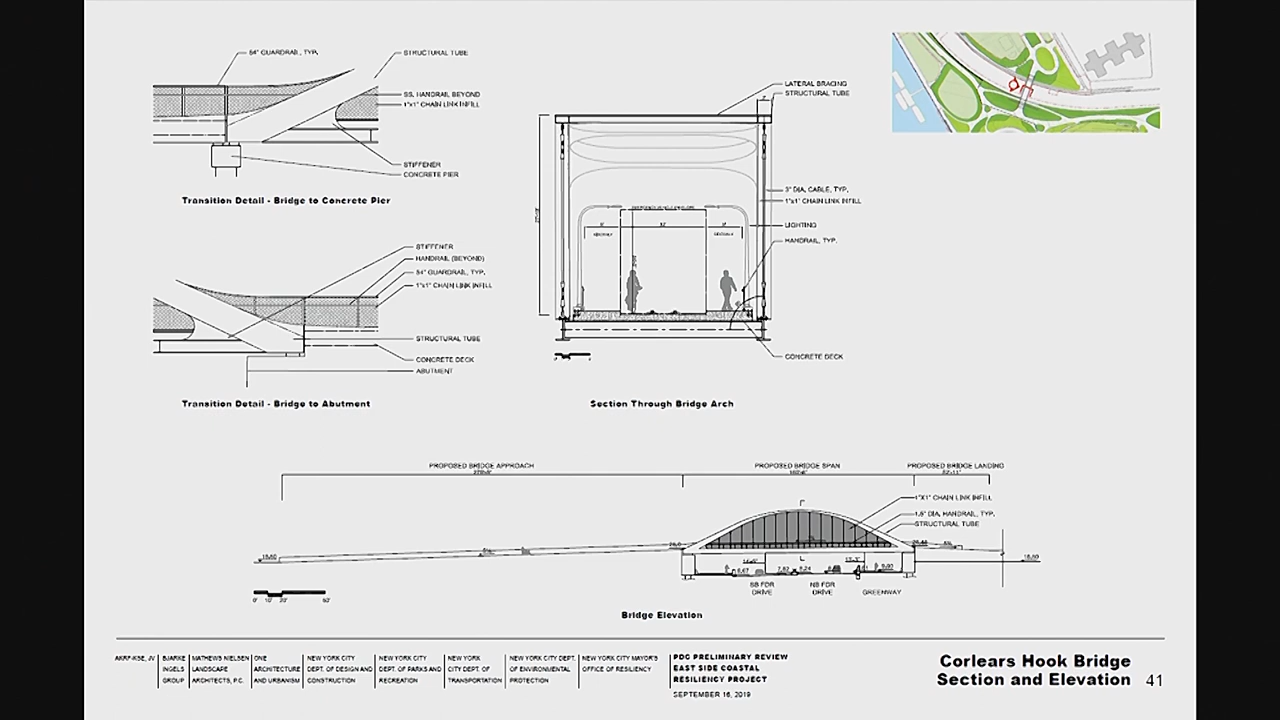 54" GUARDRAIL, TYP.
STRUCTURAL TUBE
SS. HANDRAIL BEYOND
1"x1" CHAIN LINK INFILL
STIFFENER
CONCRETE PIER
Transition Detail - Bridge to Concrete Pier
STIFFENER
HANDRAIL (BEYOND)
54" GUARDRAIL, TYP.
1"x1" CHAIN LINK INFILL
STRUCTURAL TUBE
CONCRETE DECK
ABUTMENT
Transition Detail - Bridge to Abutment
LATERAL BRACING
STRUCTURAL TUBE
3" DIA. CABLE, TYP.
1"x1" CHAIN LINK INFILL
LIGHTING
HANDRAIL, TYP.
CONCRETE DECK
Section Through Bridge Arch
PROPOSED BRIDGE APPROACH
PROPOSED BRIDGE SPAN
PROPOSED BRIDGE LANDING
1"X1" CHAIN LINK INFILL
1.5" DIA. HANDRAIL, TYP.
STRUCTURAL TUBE
SB FDR DRIVE
NB FDR DRIVE
GREENWAY
0' 10' 20' 50'
Bridge Elevation
AKRF-KSE, JV
BJARKE
INGELS
GROUP
MATHEWS NIELSEN
LANDSCAPE
ARCHITECTS, P.C.
ONE
ARCHITECTURE
AND URBANISM
NEW YORK CITY
DEPT. OF DESIGN AND
CONSTRUCTION
NEW YORK CITY
DEPT. OF PARKS AND
RECREATION
NEW YORK
CITY DEPT. OF
TRANSPORTATION
NEW YORK CITY DEPT.
OF ENVIRONMENTAL
PROTECTION
NEW YORK CITY MAYOR'S
OFFICE OF RESILIENCY
PDC PRELIMINARY REVIEW
EAST SIDE COASTAL
RESILIENCY PROJECT
SEPTEMBER 16, 2019
Corlears Hook Bridge
Section and Elevation 41